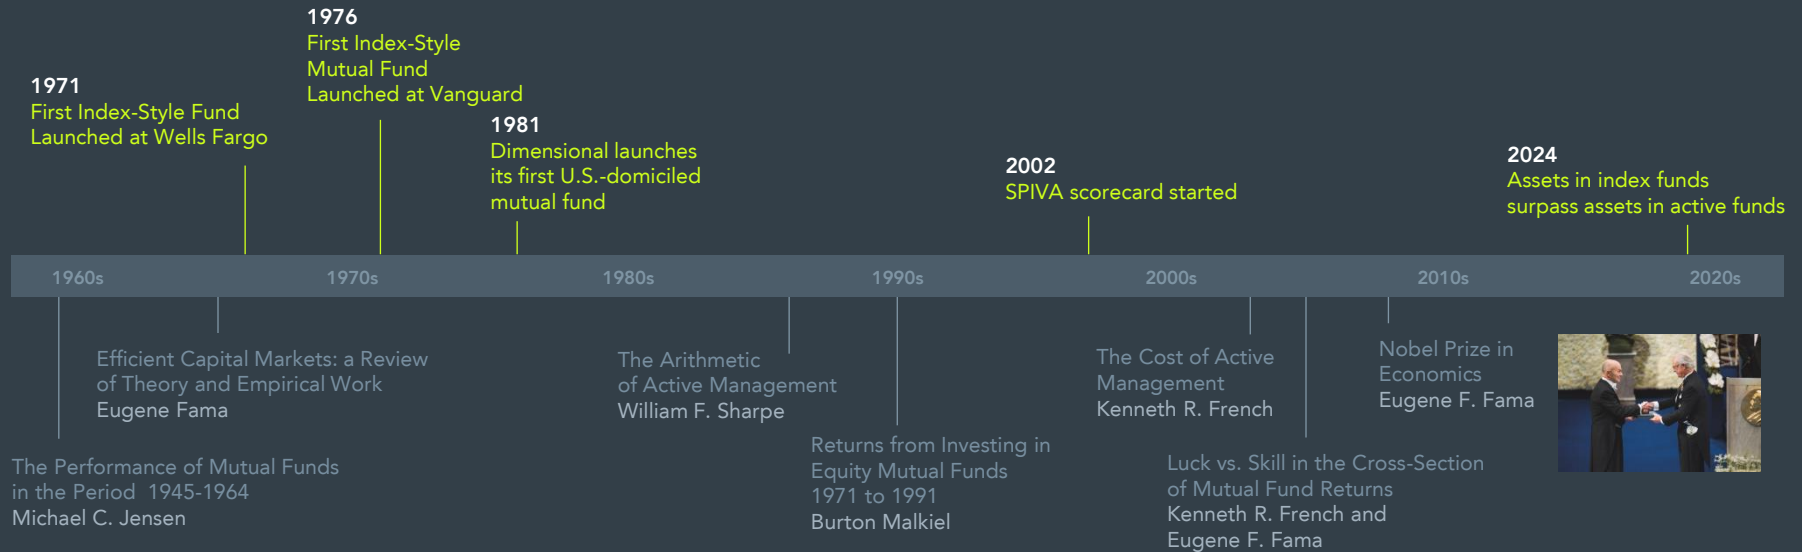 1976
First Index-Style
Mutual Fund
Launched at Vanguard
1971
First Index-Style Fund
Launched at Wells Fargo
1981
Dimensional launches
its first U.S.-domiciled
mutual fund
2002
SPIVA scorecard started
2024
Assets in index funds
surpass assets in active funds
1960s
1970s
1980s
1990s
2000s
2010s
2020s
Efficient Capital Markets: a Review
of Theory and Empirical Work
Eugene Fama
The Arithmetic
of Active Management
William F. Sharpe
The Cost of Active
Management
Kenneth R. French
Nobel Prize in
Economics
Eugene F. Fama
The Performance of Mutual Funds
in the Period 1945-1964
Michael C. Jensen
Returns from Investing in
Equity Mutual Funds
1971 to 1991
Burton Malkiel
Luck vs. Skill in the Cross-Section
of Mutual Fund Returns
Kenneth R. French and
Eugene F. Fama